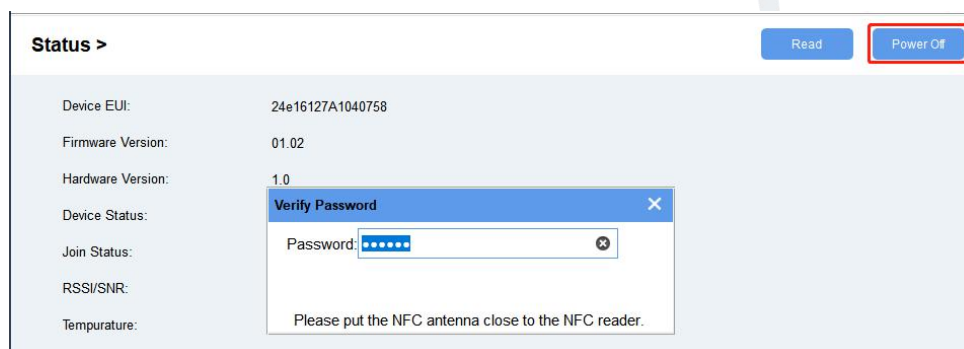 Status >
Read
Power Off
Device EUI: 24e16127A1040758
Firmware Version: 01.02
Hardware Version: 1.0
Verify Password
Device Status:
Password: ••••••
Join Status:
RSSI/SNR:
Please put the NFC antenna close to the NFC reader.
Tempurature: